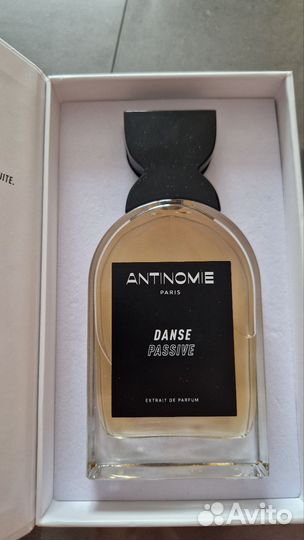 UITE.
ANTINOMIE
PARIS
DANSE
PASSIVE
EXTRAIT DE PARFUM
Avito